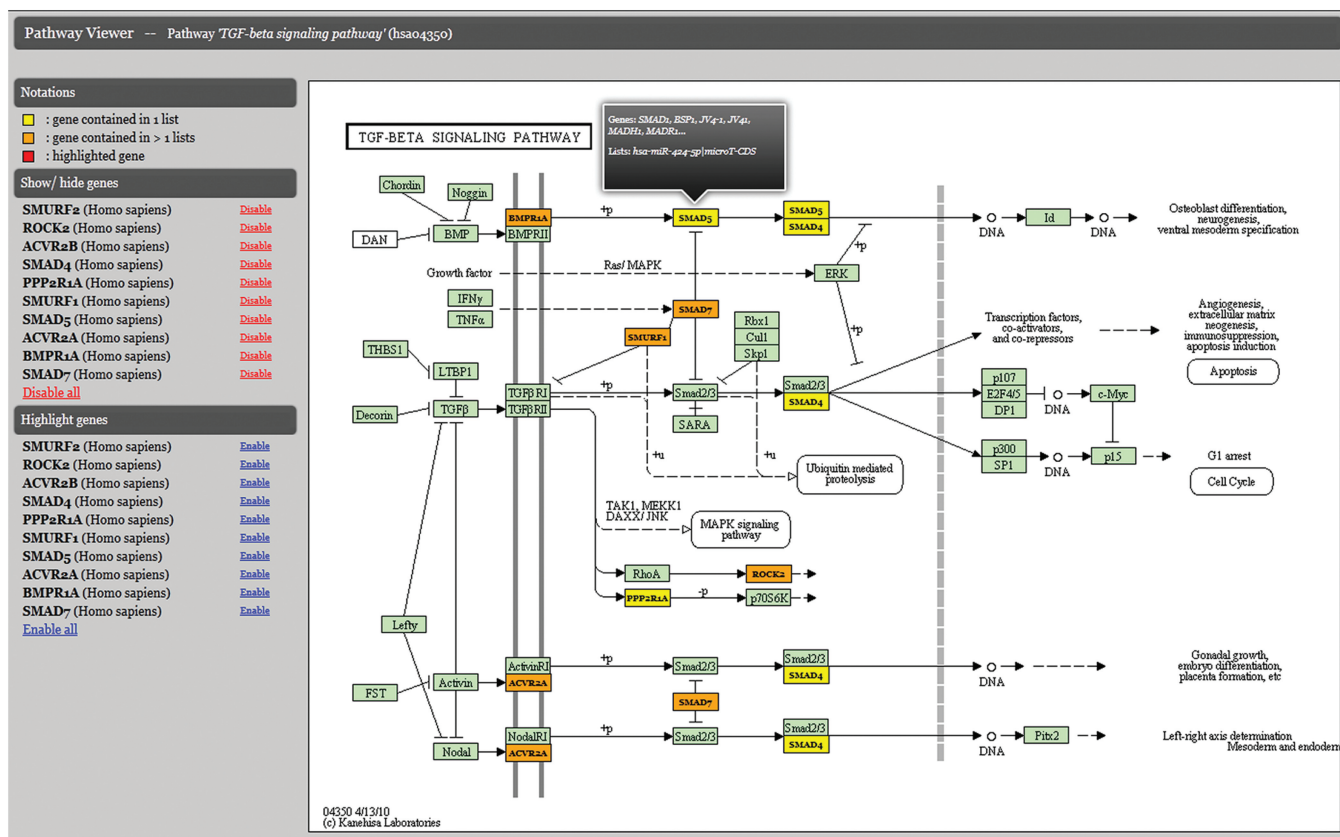 Pathway Viewer -- Pathway 'TGF-beta signaling pathway' (hsa04350)
Notations
: gene contained in 1 list
: gene contained in > 1 lists
: highlighted gene
Show/ hide genes
SMURF2 (Homo sapiens) Disable
ROCK2 (Homo sapiens) Disable
ACVR2B (Homo sapiens) Disable
SMAD4 (Homo sapiens) Disable
PPP2R1A (Homo sapiens) Disable
SMURF1 (Homo sapiens) Disable
SMAD5 (Homo sapiens) Disable
ACVR2A (Homo sapiens) Disable
BMPR1A (Homo sapiens) Disable
SMAD7 (Homo sapiens) Disable
Disable all
Highlight genes
SMURF2 (Homo sapiens) Enable
ROCK2 (Homo sapiens) Enable
ACVR2B (Homo sapiens) Enable
SMAD4 (Homo sapiens) Enable
PPP2R1A (Homo sapiens) Enable
SMURF1 (Homo sapiens) Enable
SMAD5 (Homo sapiens) Enable
ACVR2A (Homo sapiens) Enable
BMPR1A (Homo sapiens) Enable
SMAD7 (Homo sapiens) Enable
Enable all
TGF-BETA SIGNALING PATHWAY
Genes: SMAD1, BSP1, JV4-1, JV41,
MADH1, MADR1...
Lists: hsa-miR-424-5p|microT-CDS
Chordin
Noggin
DAN
BMP
BMPR1A
BMPRII
+p
SMAD5
SMAD5
SMAD4
DNA
Id
DNA
Osteoblast differentiation,
neurogenesis,
ventral mesoderm specification
Growth factor
Ras/ MAPK
ERK
+p
+p
IFNγ
TNFα
SMAD7
SMURF1
Rbx1
Cul1
Skp1
Transcription factors,
co-activators,
and co-repressors
Angiogenesis,
extracellular matrix
neogenesis,
immunosuppression,
apoptosis induction
Apoptosis
THBS1
LTBP1
Decorin
TGFβ
TGFβ RI
TGFβ RII
+p
Smad2/3
SARA
Smad2/3
SMAD4
p107
E2F4/5
DP1
DNA
c-Myc
p300
SP1
DNA
p15
G1 arrest
Cell Cycle
+u
+u
Ubiquitin mediated
proteolysis
TAK1, MEKK1
DAXX/ JNK
MAPK signaling
pathway
RhoA
ROCK2
PPP2R1A
-p
p70S6K
Lefty
FST
Activin
ActivinRI
ACVR2A
+p
Smad2/3
Smad2/3
SMAD4
DNA
Gonadal growth,
embryo differentiation,
placenta formation, etc
SMAD7
Nodal
NodalRI
ACVR2A
+p
Smad2/3
Smad2/3
SMAD4
DNA
Pitx2
Left-right axis determination
Mesoderm and endoderm
04350 4/13/10
(c) Kanehisa Laboratories